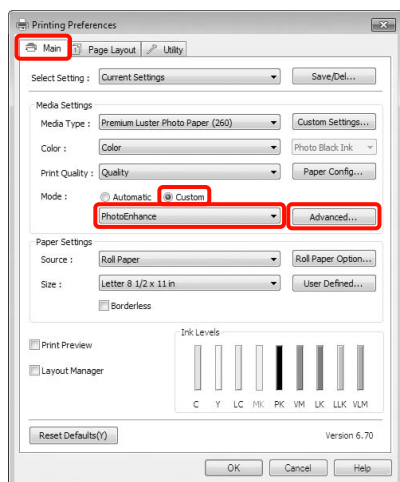 Printing Preferences
Main Page Layout Utility
Select Setting : Current Settings Save/Del...
Media Settings
Media Type : Premium Luster Photo Paper (260) Custom Settings...
Color : Color Photo Black Ink
Print Quality : Quality Paper Config...
Mode : Automatic Custom
PhotoEnhance Advanced...
Paper Settings
Source : Roll Paper Roll Paper Option...
Size : Letter 8 1/2 x 11 in User Defined...
Borderless
Ink Levels
Print Preview
Layout Manager
C Y LC MK PK VM LK LLK VLM
Reset Defaults(Y) Version 6.70
OK Cancel Help